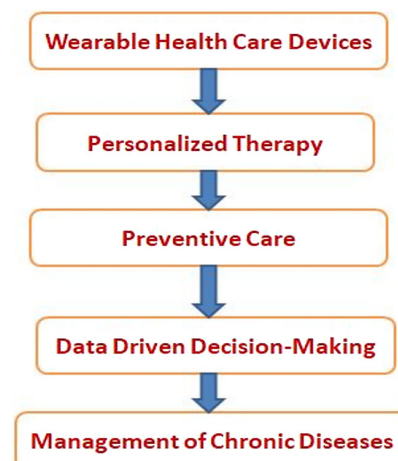 Wearable Health Care Devices
Personalized Therapy
Preventive Care
Data Driven Decision-Making
Management of Chronic Diseases